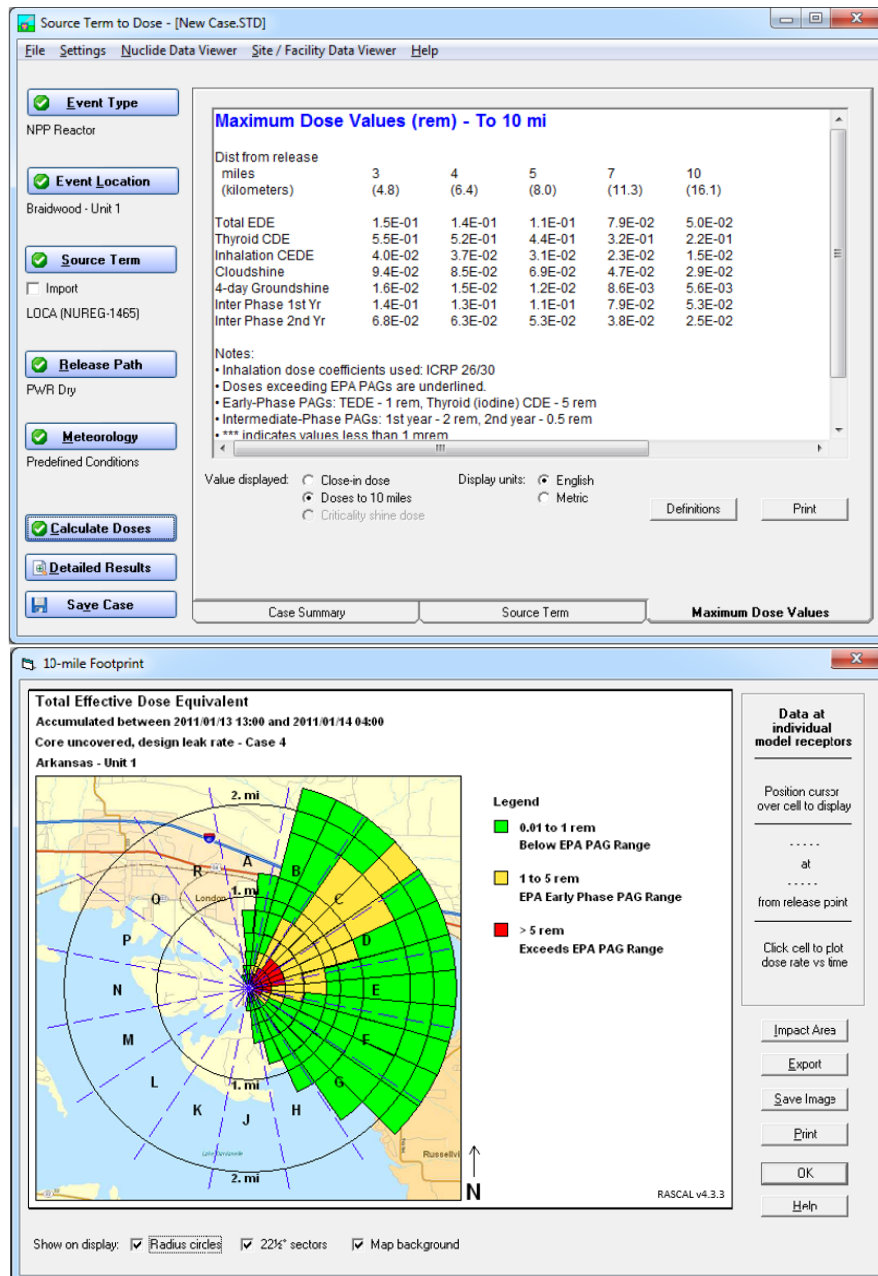 Source Term to Dose - [New Case.STD]
File Settings Nuclide Data Viewer Site / Facility Data Viewer Help
Event Type
NPP Reactor
Event Location
Braidwood - Unit 1
Source Term
Import
LOCA (NUREG-1465)
Release Path
PWR Dry
Meteorology
Predefined Conditions
Calculate Doses
Detailed Results
Save Case
Maximum Dose Values (rem) - To 10 mi
Dist from release
miles 3 4 5 7 10
(kilometers) (4.8) (6.4) (8.0) (11.3) (16.1)
Total EDE 1.5E-01 1.4E-01 1.1E-01 7.9E-02 5.0E-02
Thyroid CDE 5.5E-01 5.2E-01 4.4E-01 3.2E-01 2.2E-01
Inhalation CEDE 4.0E-02 3.7E-02 3.1E-02 2.3E-02 1.5E-02
Cloudshine 9.4E-02 8.5E-02 6.9E-02 4.7E-02 2.9E-02
4-day Groundshine 1.6E-02 1.5E-02 1.2E-02 8.6E-03 5.6E-03
Inter Phase 1st Yr 1.4E-01 1.3E-01 1.1E-01 7.9E-02 5.3E-02
Inter Phase 2nd Yr 6.8E-02 6.3E-02 5.3E-02 3.8E-02 2.5E-02
Notes:
• Inhalation dose coefficients used: ICRP 26/30
• Doses exceeding EPA PAGs are underlined.
• Early-Phase PAGs: TEDE - 1 rem, Thyroid (iodine) CDE - 5 rem
• Intermediate-Phase PAGs: 1st year - 2 rem, 2nd year - 0.5 rem
• *** indicates values less than 1 mrem
Value displayed: Close-in dose Display units: English
Doses to 10 miles Metric
Criticality shine dose
Definitions Print
Case Summary Source Term Maximum Dose Values
10-mile Footprint
Total Effective Dose Equivalent
Accumulated between 2011/01/13 13:00 and 2011/01/14 04:00
Core uncovered, design leak rate - Case 4
Arkansas - Unit 1
2. mi
A
B
R
1. mi
London
C
Q
P
D
N
E
M
F
L
G
1. mi
K
J
H
2. mi
N
Legend
0.01 to 1 rem
Below EPA PAG Range
1 to 5 rem
EPA Early Phase PAG Range
> 5 rem
Exceeds EPA PAG Range
RASCAL v4.3.3
Data at
individual
model receptors
Position cursor
over cell to display
- - - - -
at
- - - - -
from release point
Click cell to plot
dose rate vs time
Impact Area
Export
Save Image
Print
OK
Help
Show on display: Radius circles 22½° sectors Map background